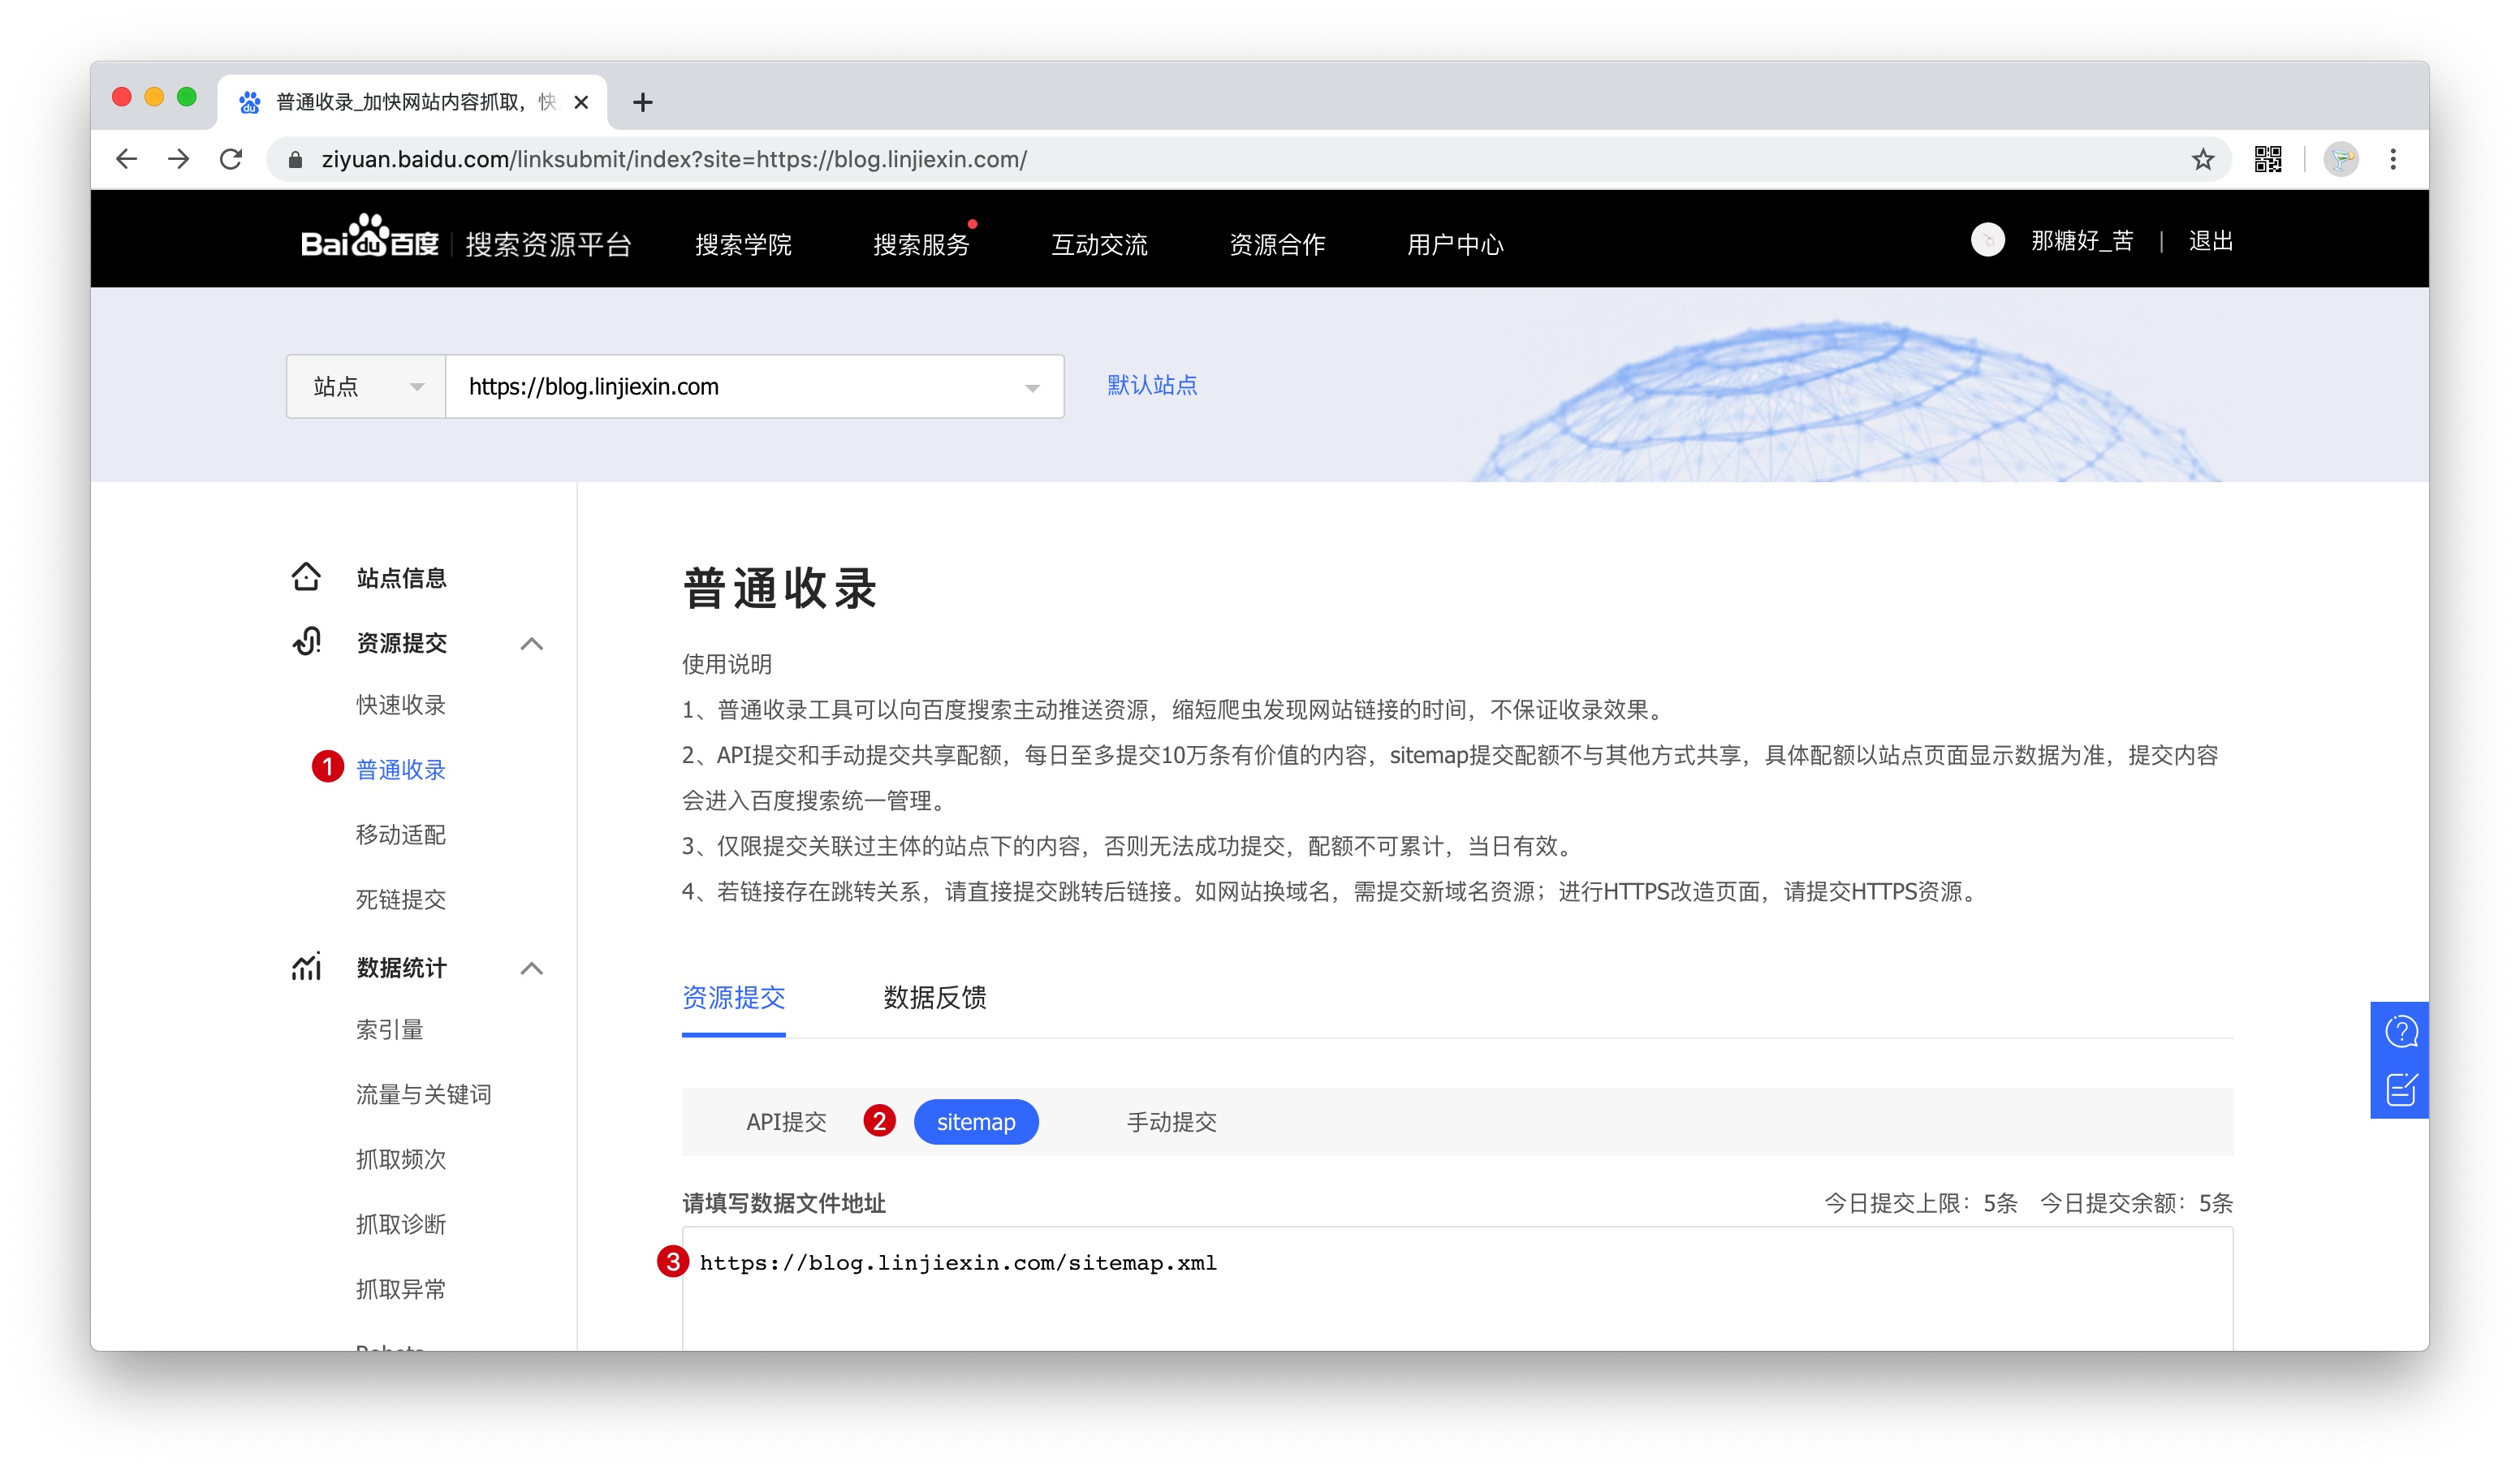 普通收录_加快网站内容抓取，快
ziyuan.baidu.com/linksubmit/index?site=https://blog.linjiexin.com/
Bai du 百度 搜索资源平台 搜索学院 搜索服务 互动交流 资源合作 用户中心 那糖好_苦 | 退出
站点 https://blog.linjiexin.com 默认站点
站点信息
资源提交
快速收录
1 普通收录
移动适配
死链提交
数据统计
索引量
流量与关键词
抓取频次
抓取诊断
抓取异常
Robots
普通收录
使用说明
1、普通收录工具可以向百度搜索主动推送资源，缩短爬虫发现网站链接的时间，不保证收录效果。
2、API提交和手动提交共享配额，每日至多提交10万条有价值的内容，sitemap提交配额不与其他方式共享，具体配额以站点页面显示数据为准，提交内容
会进入百度搜索统一管理。
3、仅限提交关联过主体的站点下的内容，否则无法成功提交，配额不可累计，当日有效。
4、若链接存在跳转关系，请直接提交跳转后链接。如网站换域名，需提交新域名资源；进行HTTPS改造页面，请提交HTTPS资源。
资源提交 数据反馈
API提交 2 sitemap 手动提交
请填写数据文件地址 今日提交上限：5条 今日提交余额：5条
3 https://blog.linjiexin.com/sitemap.xml